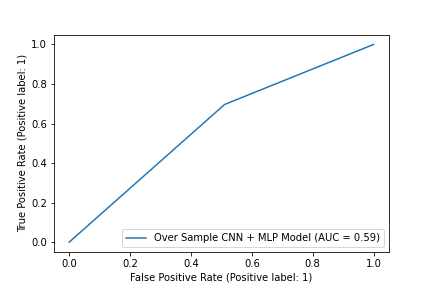 True Positive Rate (Positive label: 1)
1.0
0.8
0.6
0.4
0.2
0.0
Over Sample CNN + MLP Model (AUC = 0.59)
0.0 0.2 0.4 0.6 0.8 1.0
False Positive Rate (Positive label: 1)